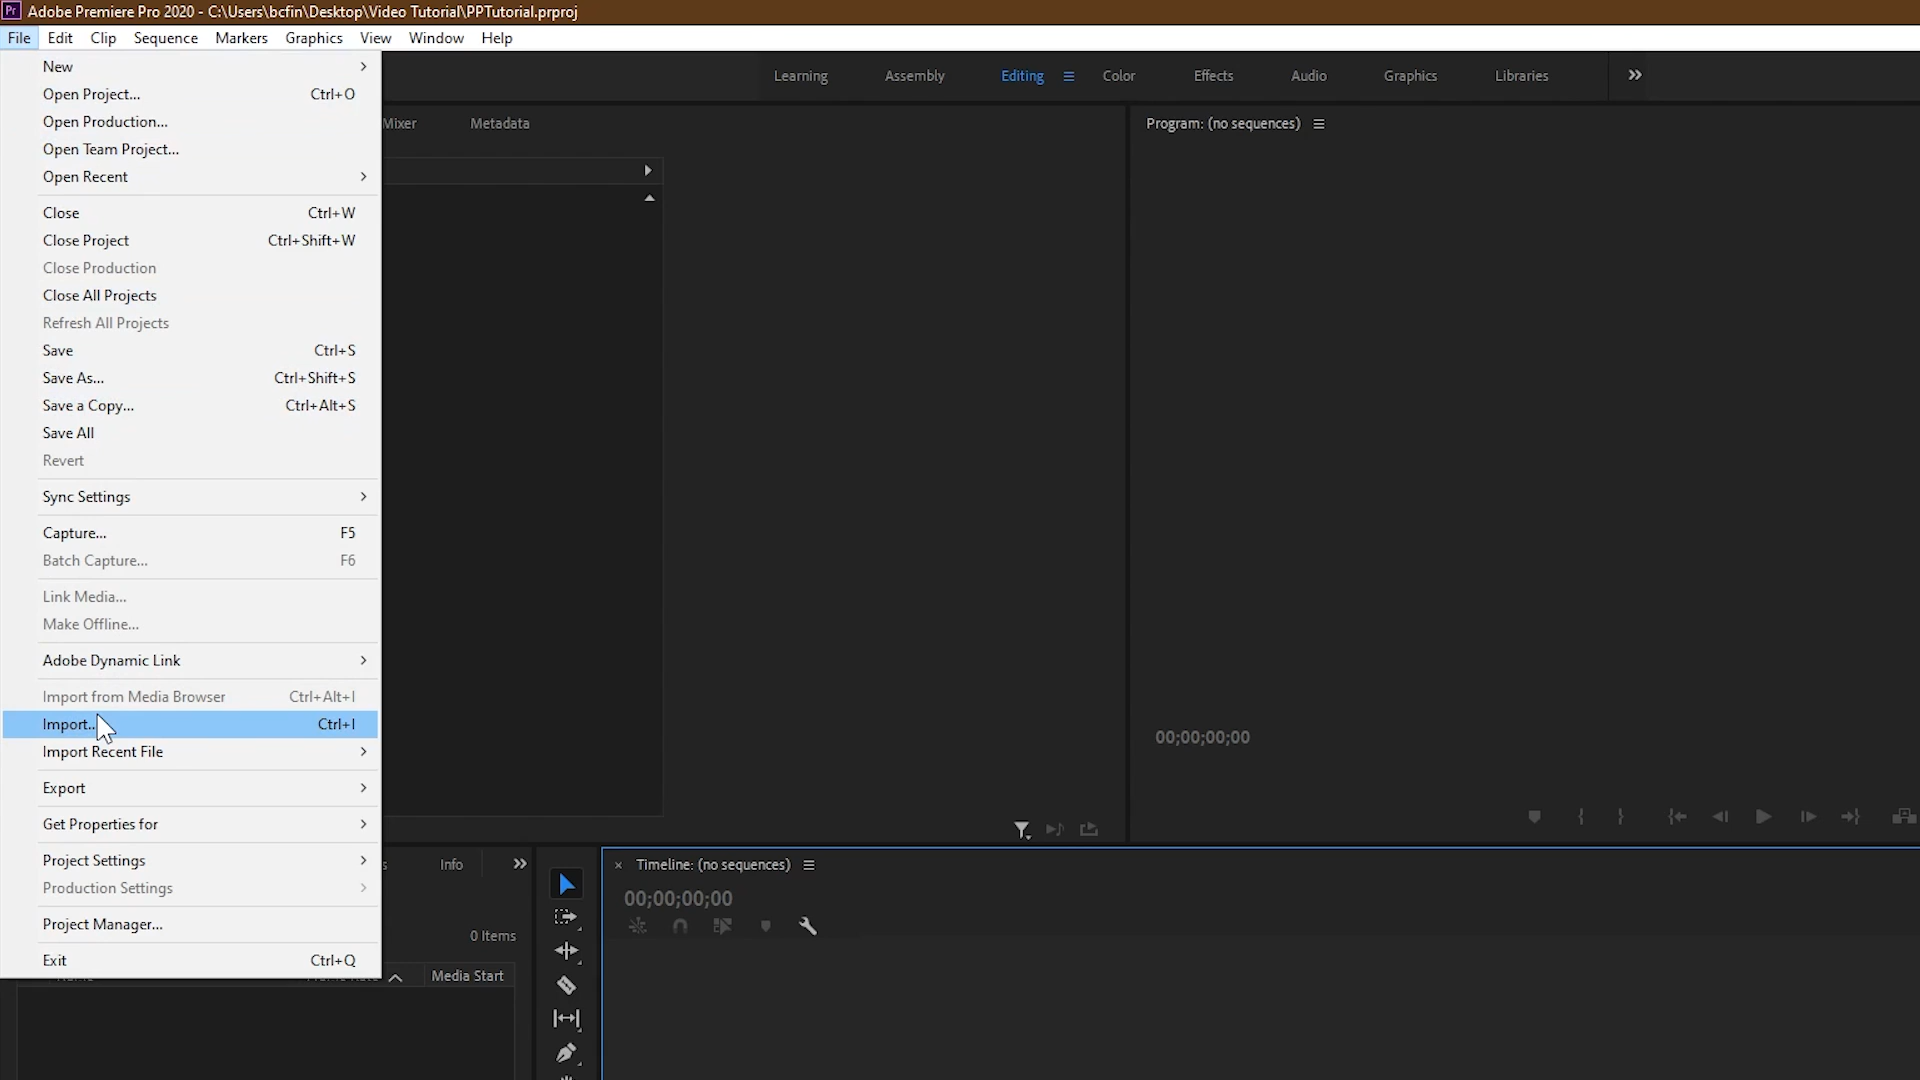 Pr Adobe Premiere Pro 2020 - C:\Users\bcfin\Desktop\Video Tutorial\PPTutorial.prproj
File Edit Clip Sequence Markers Graphics View Window Help
Learning Assembly Editing Color Effects Audio Graphics Libraries
New
Open Project... Ctrl+O
Open Production...
Open Team Project...
Open Recent
Close Ctrl+W
Close Project Ctrl+Shift+W
Close Production
Close All Projects
Refresh All Projects
Save Ctrl+S
Save As... Ctrl+Shift+S
Save a Copy... Ctrl+Alt+S
Save All
Revert
Sync Settings
Capture... F5
Batch Capture... F6
Link Media...
Make Offline...
Adobe Dynamic Link
Import from Media Browser Ctrl+Alt+I
Import... Ctrl+I
Import Recent File
Export
Get Properties for
Project Settings
Production Settings
Project Manager...
Exit Ctrl+Q
Mixer Metadata
Program: (no sequences)
00;00;00;00
s Info
0 Items
Media Start
Timeline: (no sequences)
00;00;00;00